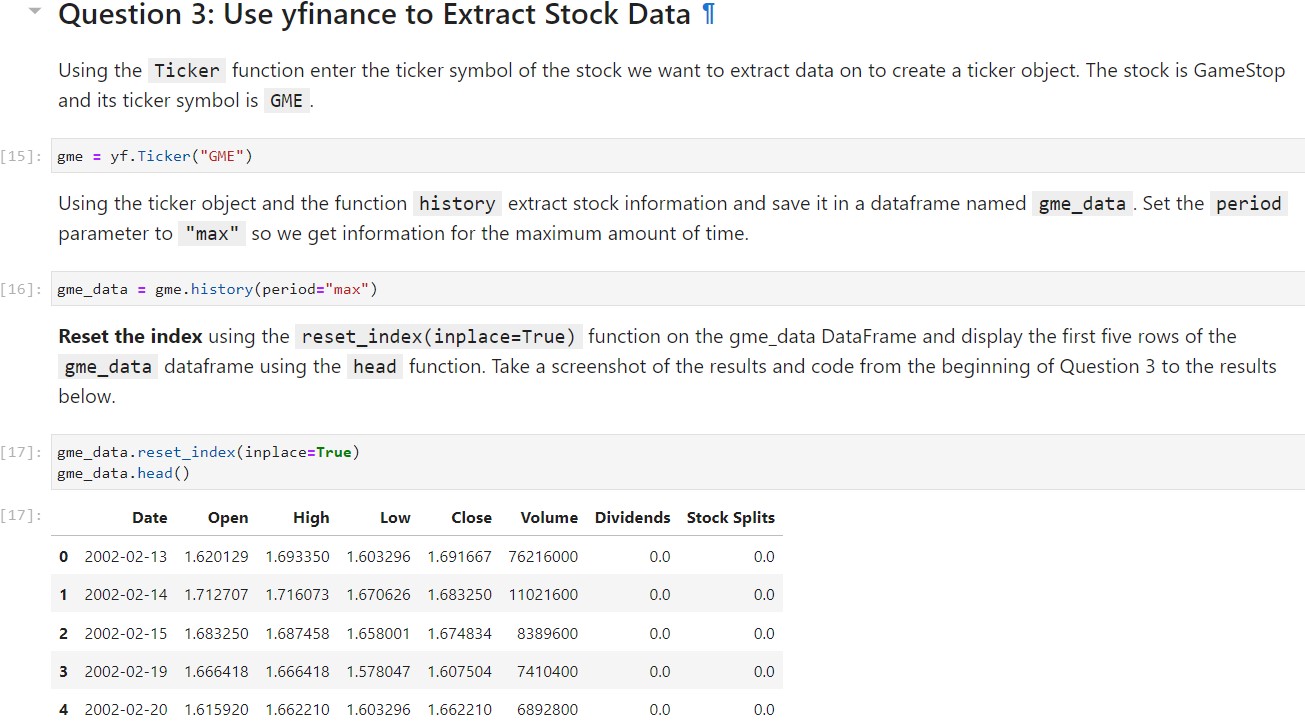 Question 3: Use yfinance to Extract Stock Data ¶
Using the Ticker function enter the ticker symbol of the stock we want to extract data on to create a ticker object. The stock is GameStop
and its ticker symbol is GME .
[15]: gme = yf.Ticker("GME")
Using the ticker object and the function history extract stock information and save it in a dataframe named gme_data . Set the period
parameter to "max" so we get information for the maximum amount of time.
[16]: gme_data = gme.history(period="max")
Reset the index using the reset_index(inplace=True) function on the gme_data DataFrame and display the first five rows of the
gme_data dataframe using the head function. Take a screenshot of the results and code from the beginning of Question 3 to the results
below.
[17]: gme_data.reset_index(inplace=True)
gme_data.head()
[17]: Date Open High Low Close Volume Dividends Stock Splits
0 2002-02-13 1.620129 1.693350 1.603296 1.691667 76216000 0.0 0.0
1 2002-02-14 1.712707 1.716073 1.670626 1.683250 11021600 0.0 0.0
2 2002-02-15 1.683250 1.687458 1.658001 1.674834 8389600 0.0 0.0
3 2002-02-19 1.666418 1.666418 1.578047 1.607504 7410400 0.0 0.0
4 2002-02-20 1.615920 1.662210 1.603296 1.662210 6892800 0.0 0.0